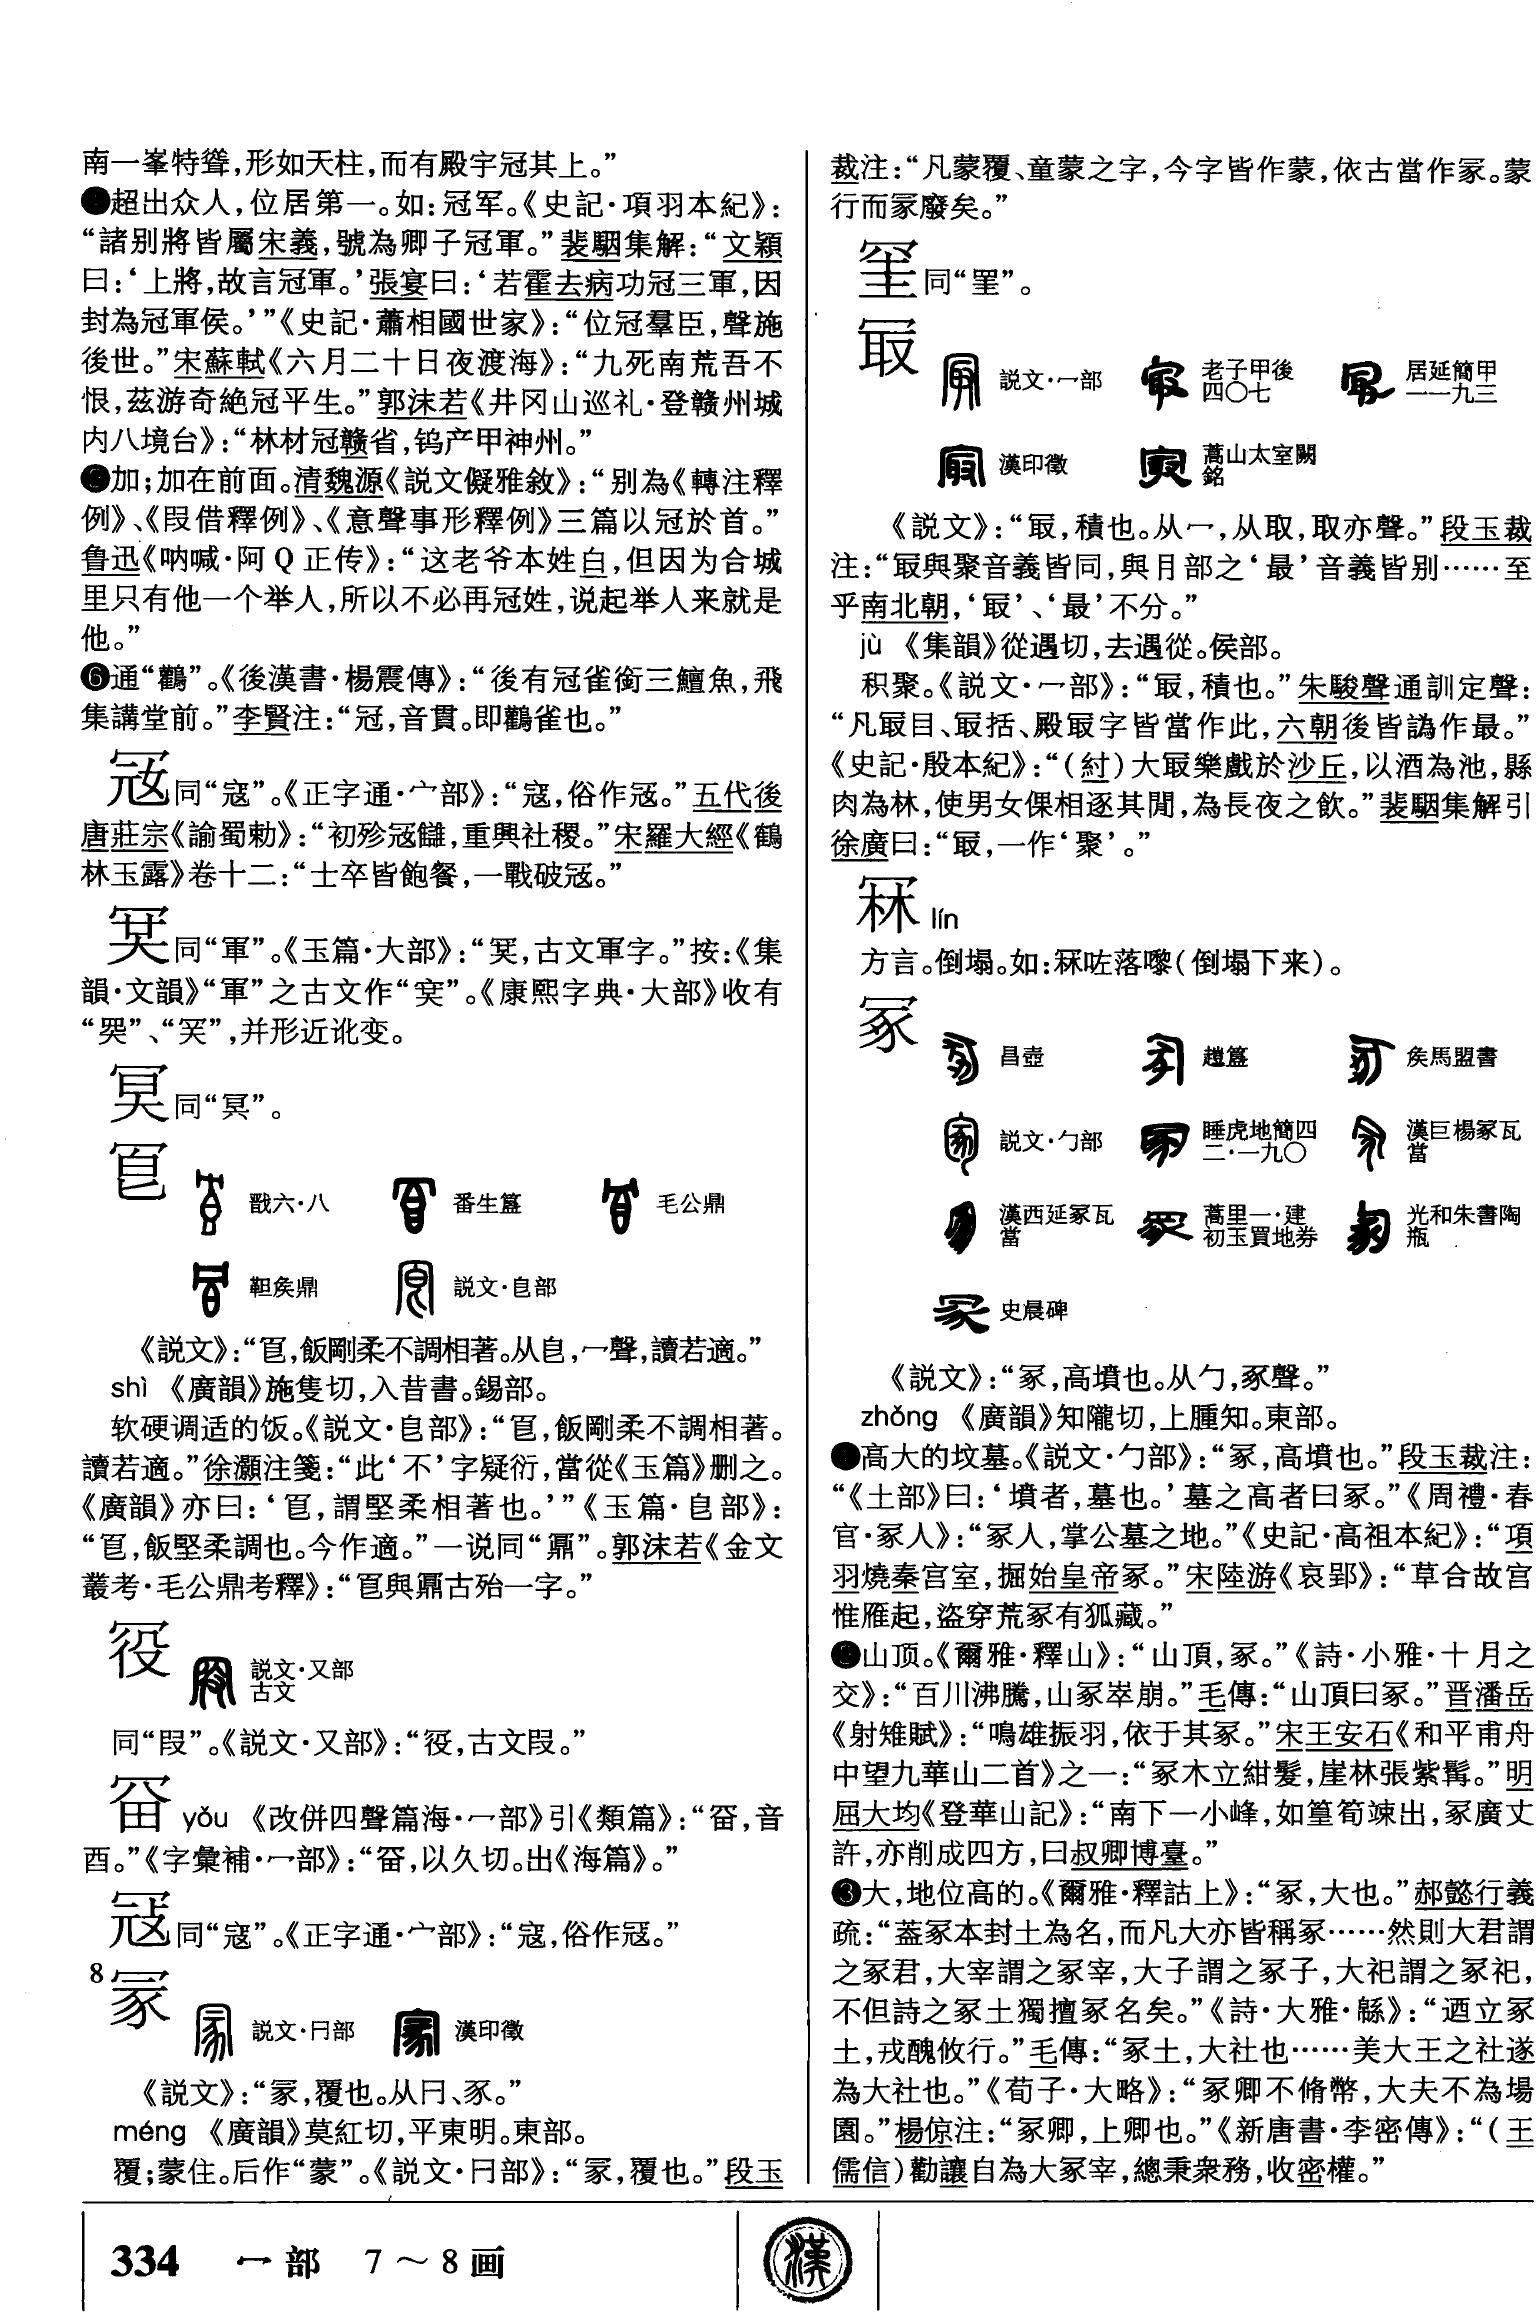 南一峯特聳，形如天柱，而有殿宇冠其上。”
超出众人，位居第一。如：冠军。《史記·項羽本紀》：
“諸别將皆屬宋義，號為卿子冠軍。”裴駰集解：“文穎
曰：‘上將，故言冠軍。’張宴曰：‘若霍去病功冠三軍，因
封為冠軍侯。’”《史記·蕭相國世家》：“位冠羣臣，聲施
後世。”宋蘇軾《六月二十日夜渡海》：“九死南荒吾不
恨，茲游奇絶冠平生。”郭沫若《井冈山巡礼·登赣州城
内八境台》：“林材冠赣省，钨产甲神州。”
加；加在前面。清魏源《説文儗雅敘》：“别為《轉注釋
例》、《叚借釋例》、《意聲事形釋例》三篇以冠於首。”
鲁迅《呐喊·阿Q正传》：“这老爷本姓白，但因为合城
里只有他一个举人，所以不必再冠姓，说起举人来就是
他。”
❻通“鸛”。《後漢書·楊震傳》：“後有冠雀銜三鱣魚，飛
集講堂前。”李賢注：“冠，音貫。即鸛雀也。”
同“寇”。《正字通·宀部》：“寇，俗作。”五代後
唐莊宗《諭蜀勅》：“初殄讎，重興社稷。”宋羅大經《鶴
林玉露》卷十二：“士卒皆飽餐，一戰破。”
同“軍”。《玉篇·大部》：“，古文軍字。”按：《集
韻·文韻》“軍”之古文作“”。《康熙字典·大部》收有
“”、“”，并形近讹变。
同“冥”。
冟
戬六·八 番生簋 毛公鼎
靼矦鼎 説文·皀部
《説文》：“冟，飯剛柔不調相著。从皀，冖聲，讀若適。”
shì 《廣韻》施隻切，入昔書。錫部。
软硬调适的饭。《説文·皀部》：“冟，飯剛柔不調相著。
讀若適。”徐灝注箋：“此‘不’字疑衍，當從《玉篇》删之。
《廣韻》亦曰：‘冟，謂堅柔相著也。’”《玉篇·皀部》：
“冟，飯堅柔調也。今作適。”一说同“鼏”。郭沫若《金文
叢考·毛公鼎考釋》：“冟與鼏古殆一字。”
説文·又部
古文
同“叚”。《説文·又部》：“，古文叚。”
yǒu 《改併四聲篇海·冖部》引《類篇》：“，音
酉。”《字彙補·冖部》：“，以久切。出《海篇》。”
同“寇”。《正字通·宀部》：“寇，俗作。”
8
冡
説文·冃部 漢印徵
《説文》：“冡，覆也。从冃、豕。”
méng 《廣韻》莫紅切，平東明。東部。
覆；蒙住。后作“蒙”。《説文·冃部》：“冡，覆也。”段玉
裁注：“凡蒙覆、童蒙之字，今字皆作蒙，依古當作冡。蒙
行而冡廢矣。”
同“”。
冣
説文·冖部 老子甲後四〇七 居延簡甲一一九三
漢印徵 蒿山太室闕銘
《説文》：“冣，積也。从冖，从取，取亦聲。”段玉裁
注：“冣與聚音義皆同，與冃部之‘最’音義皆别……至
乎南北朝，‘冣’、‘最’不分。”
jù 《集韻》從遇切，去遇從。侯部。
积聚。《説文·冖部》：“冣，積也。”朱駿聲通訓定聲：
“凡冣目、冣括、殿冣字皆當作此，六朝後皆譌作最。”
《史記·殷本紀》：“（紂）大冣樂戲於沙丘，以酒為池，縣
肉為林，使男女倮相逐其閒，為長夜之飲。”裴駰集解引
徐廣曰：“冣，一作‘聚’。”
冧 lín
方言。倒塌。如：冧咗落嚟（倒塌下来）。
冢
昌壺 趞簋 矦馬盟書
説文·勹部 睡虎地簡四二·一九〇 漢巨楊冢瓦當
漢西延冢瓦當 蒿里一·建初玉買地券 光和朱書陶瓶
史晨碑
《説文》：“冢，高墳也。从勹，豖聲。”
zhǒng 《廣韻》知隴切，上腫知。東部。
❶高大的坟墓。《説文·勹部》：“冢，高墳也。”段玉裁注：
“《土部》曰：‘墳者，墓也。’墓之高者曰冢。”《周禮·春
官·冢人》：“冢人，掌公墓之地。”《史記·高祖本紀》：“項
羽燒秦宫室，掘始皇帝冢。”宋陸游《哀郢》：“草合故宫
惟雁起，盗穿荒冢有狐藏。”
❷山顶。《爾雅·釋山》：“山頂，冢。”《詩·小雅·十月之
交》：“百川沸騰，山冢崒崩。”毛傳：“山頂曰冢。”晋潘岳
《射雉賦》：“鳴雄振羽，依于其冢。”宋王安石《和平甫舟
中望九華山二首》之一：“冢木立紺髮，崖林張紫髯。”明
屈大均《登華山記》：“南下一小峰，如篁筍竦出，冢廣丈
許，亦削成四方，曰叔卿博臺。”
❸大，地位高的。《爾雅·釋詁上》：“冢，大也。”郝懿行義
疏：“蓋冢本封土為名，而凡大亦皆稱冢……然則大君謂
之冢君，大宰謂之冢宰，大子謂之冢子，大祀謂之冢祀，
不但詩之冢土獨擅冢名矣。”《詩·大雅·緜》：“迺立冢
土，戎醜攸行。”毛傳：“冢土，大社也……美大王之社遂
為大社也。”《荀子·大略》：“冢卿不脩幣，大夫不為場
園。”楊倞注：“冢卿，上卿也。”《新唐書·李密傳》：“（王
儒信）勸讓自為大冢宰，總秉衆務，收密權。”
334 冖部 7～8画
漢